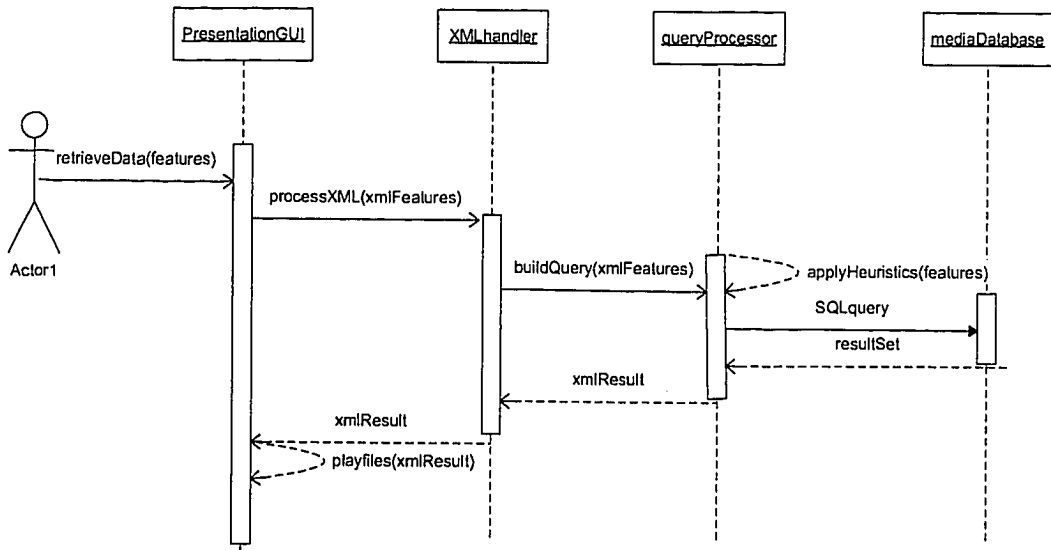 PresentationGUI
XMLhandler
queryProcessor
mediaDatabase
retrieveData(features)
processXML(xmlFeatures)
Actor1
buildQuery(xmlFeatures)
applyHeuristics(features)
SQLquery
resultSet
xmlResult
xmlResult
playfiles(xmlResult)